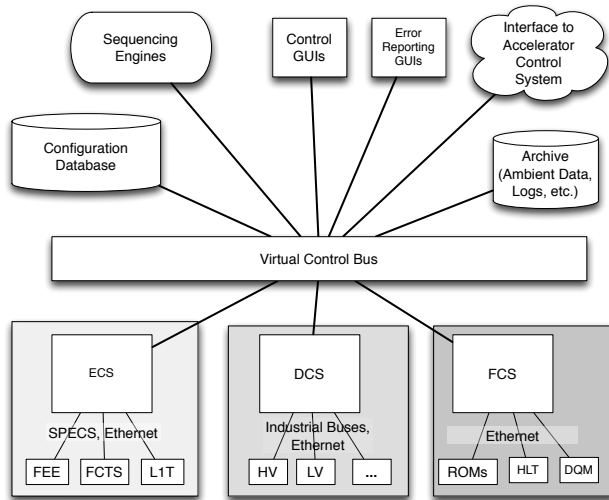 Sequencing
Engines
Control
GUIs
Error
Reporting
GUIs
Interface to
Accelerator
Control
System
Configuration
Database
Archive
(Ambient Data,
Logs, etc.)
Virtual Control Bus
ECS
SPECS, Ethernet
FEE
FCTS
L1T
DCS
Industrial Buses,
Ethernet
HV
LV
...
FCS
Ethernet
ROMs
HLT
DQM